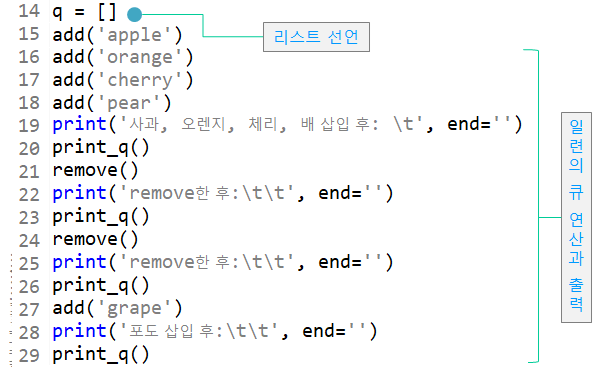 14 q = []
리스트 선언
15 add('apple')
16 add('orange')
17 add('cherry')
18 add('pear')
19 print('사과, 오렌지, 체리, 배 삽입 후: \t', end='')
20 print_q()
21 remove()
22 print('remove한 후:\t\t', end='')
23 print_q()
24 remove()
25 print('remove한 후:\t\t', end='')
26 print_q()
27 add('grape')
28 print('포도 삽입 후:\t\t', end='')
29 print_q()
일련의 큐 연산과 출력